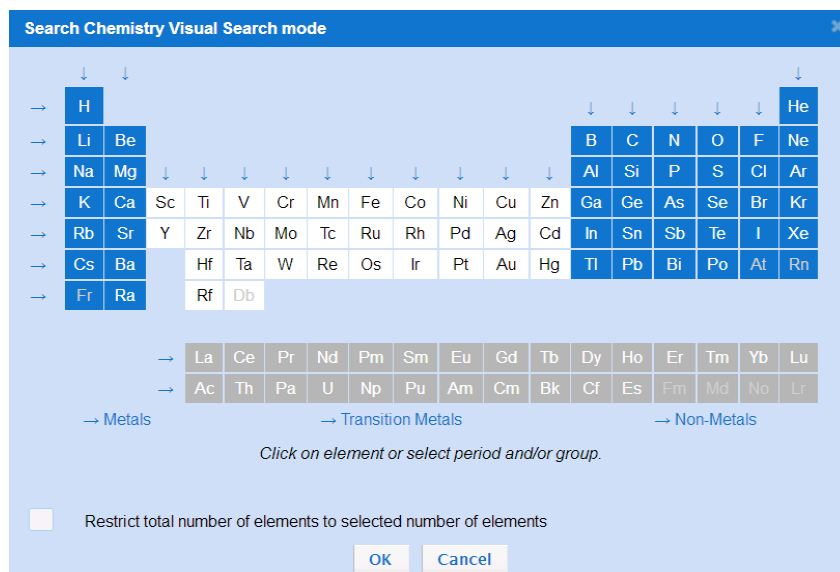 Search Chemistry Visual Search mode ×
↓ ↓ ↓
→ H ↓ ↓ ↓ ↓ ↓ He
→ Li Be B C N O F Ne
→ Na Mg ↓ ↓ ↓ ↓ ↓ ↓ ↓ ↓ ↓ ↓ Al Si P S Cl Ar
→ K Ca Sc Ti V Cr Mn Fe Co Ni Cu Zn Ga Ge As Se Br Kr
→ Rb Sr Y Zr Nb Mo Tc Ru Rh Pd Ag Cd In Sn Sb Te I Xe
→ Cs Ba Hf Ta W Re Os Ir Pt Au Hg Tl Pb Bi Po At Rn
→ Fr Ra Rf Db
→ La Ce Pr Nd Pm Sm Eu Gd Tb Dy Ho Er Tm Yb Lu
→ Ac Th Pa U Np Pu Am Cm Bk Cf Es Fm Md No Lr
→ Metals → Transition Metals → Non-Metals
Click on element or select period and/or group.
Restrict total number of elements to selected number of elements
OK Cancel